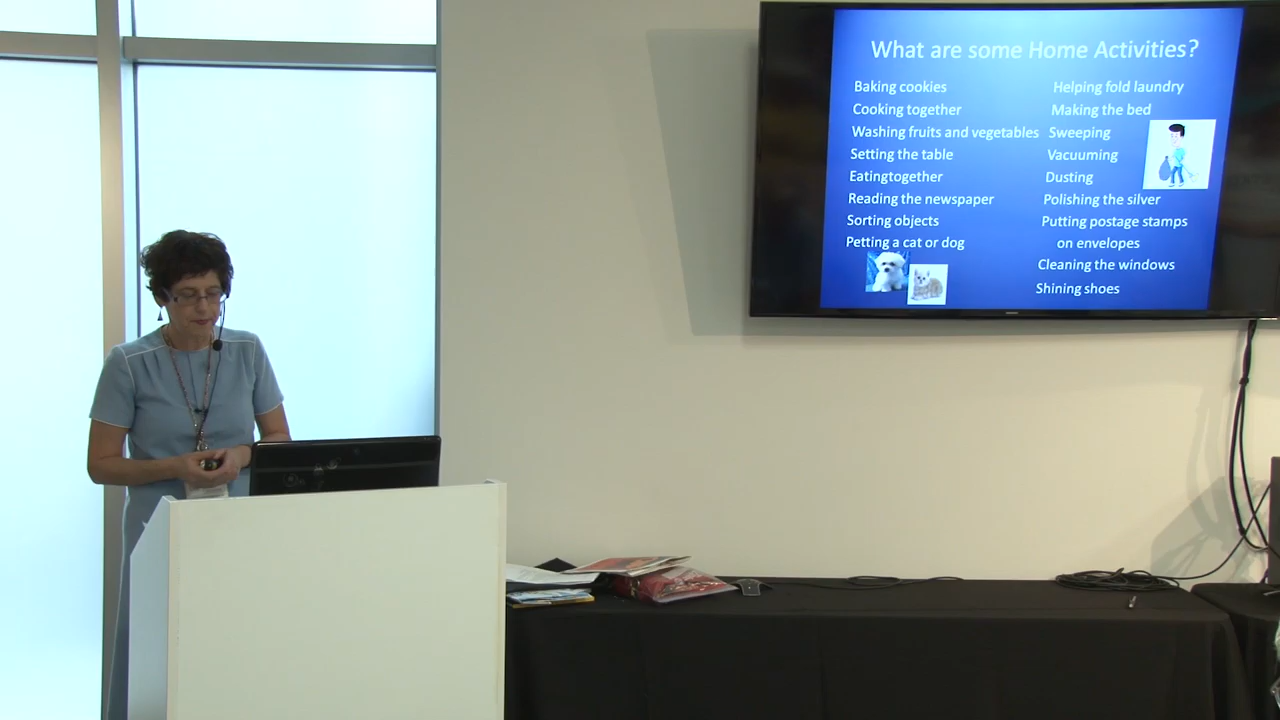 What are some Home Activities?
Baking cookies
Cooking together
Washing fruits and vegetables
Setting the table
Eatingtogether
Reading the newspaper
Sorting objects
Petting a cat or dog
Helping fold laundry
Making the bed
Sweeping
Vacuuming
Dusting
Polishing the silver
Putting postage stamps
on envelopes
Cleaning the windows
Shining shoes